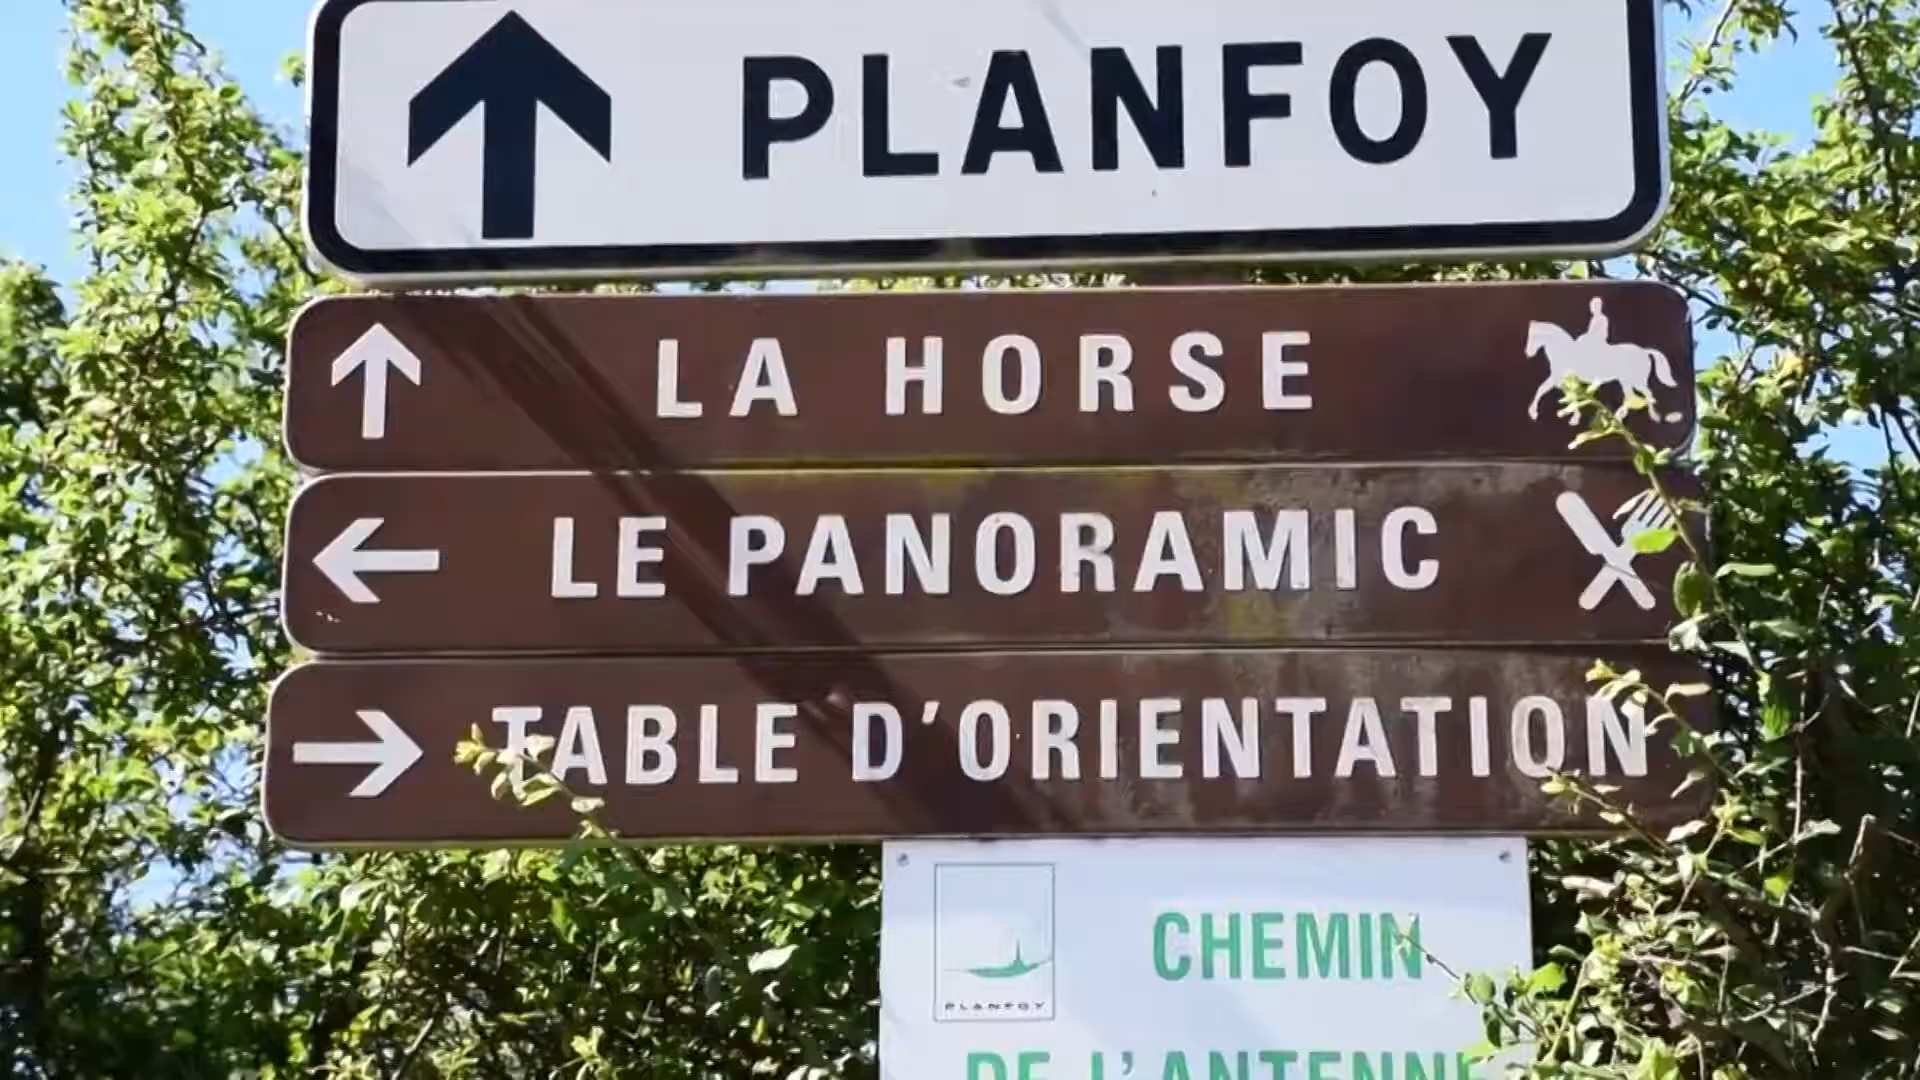 PLANFOY
LA HORSE
LE PANORAMIC
TABLE D'ORIENTATION
CHEMIN
PLANFOY
DE L'ANTENNE